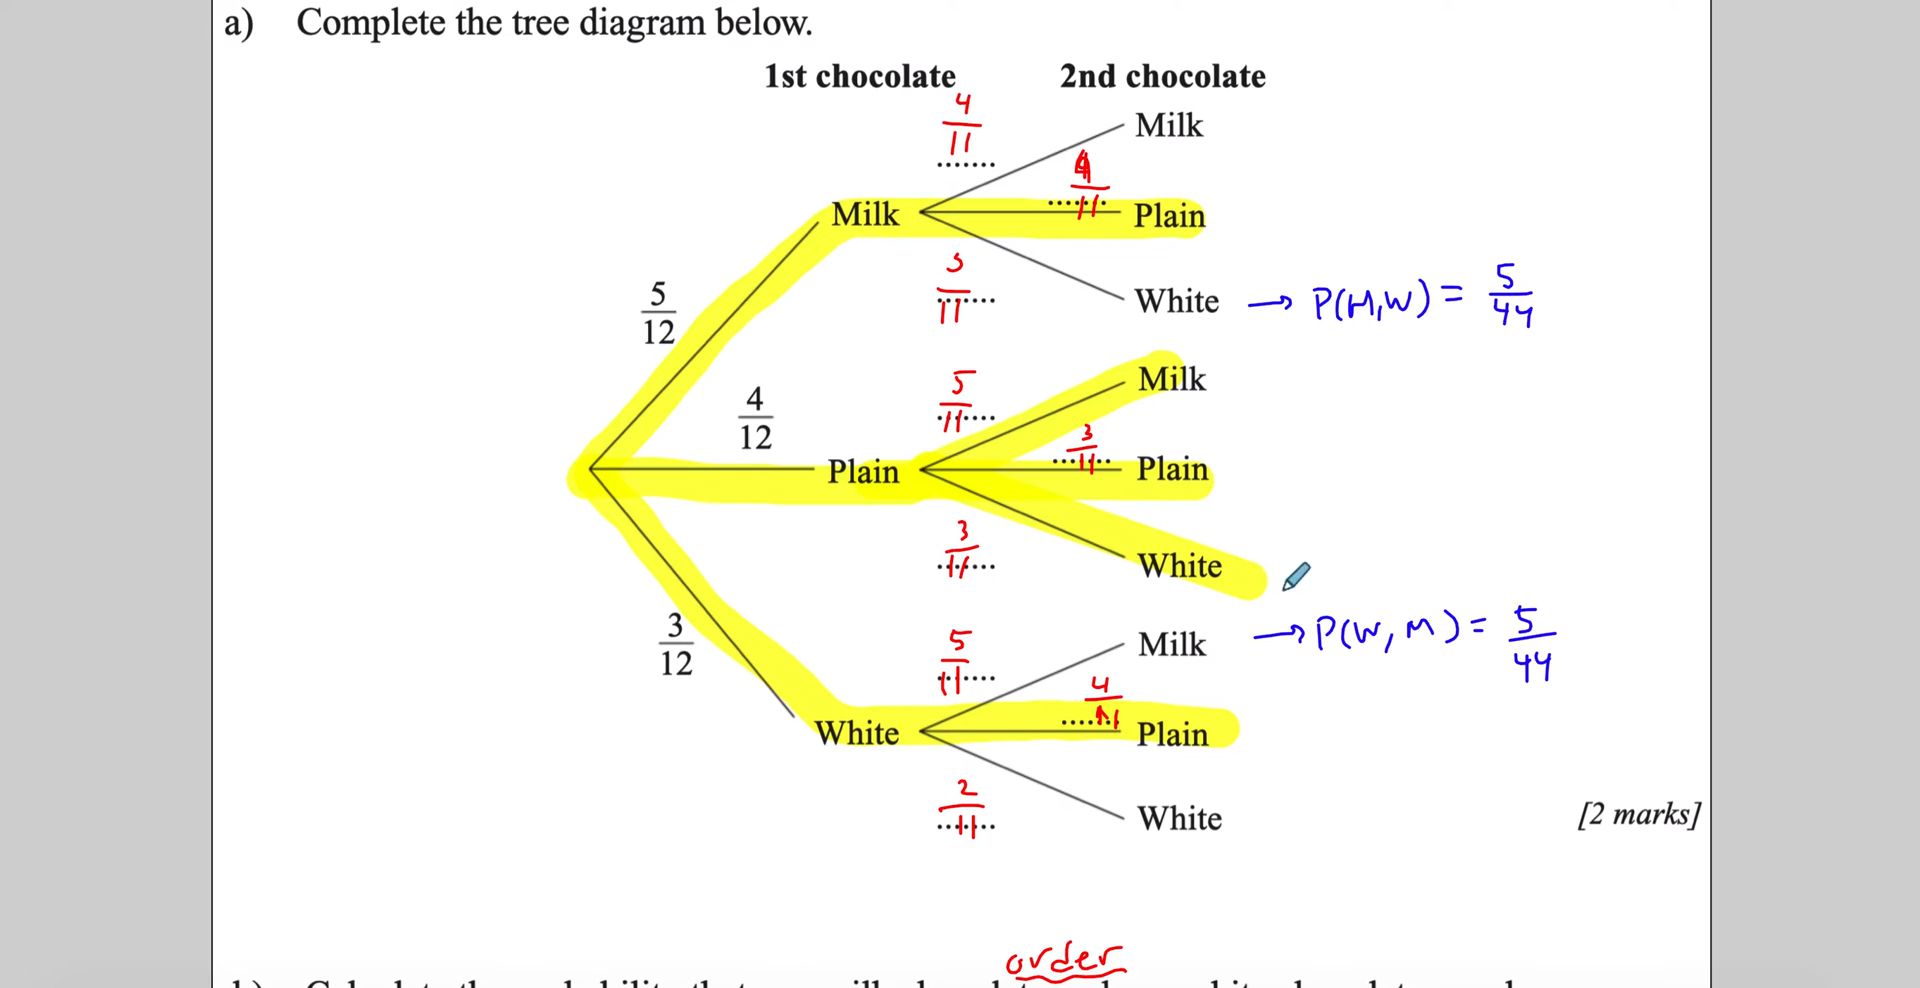 a) Complete the tree diagram below.
1st chocolate 2nd chocolate
4/11
Milk
4/11
Milk
Plain
3/11
White → P(M,W) = 5/44
5/12
5/11
Milk
4/12
3/11
Plain
Plain
3/11
White
3/12
5/11
Milk → P(W, M) = 5/44
4/11
White
Plain
2/11
White
[2 marks]
order